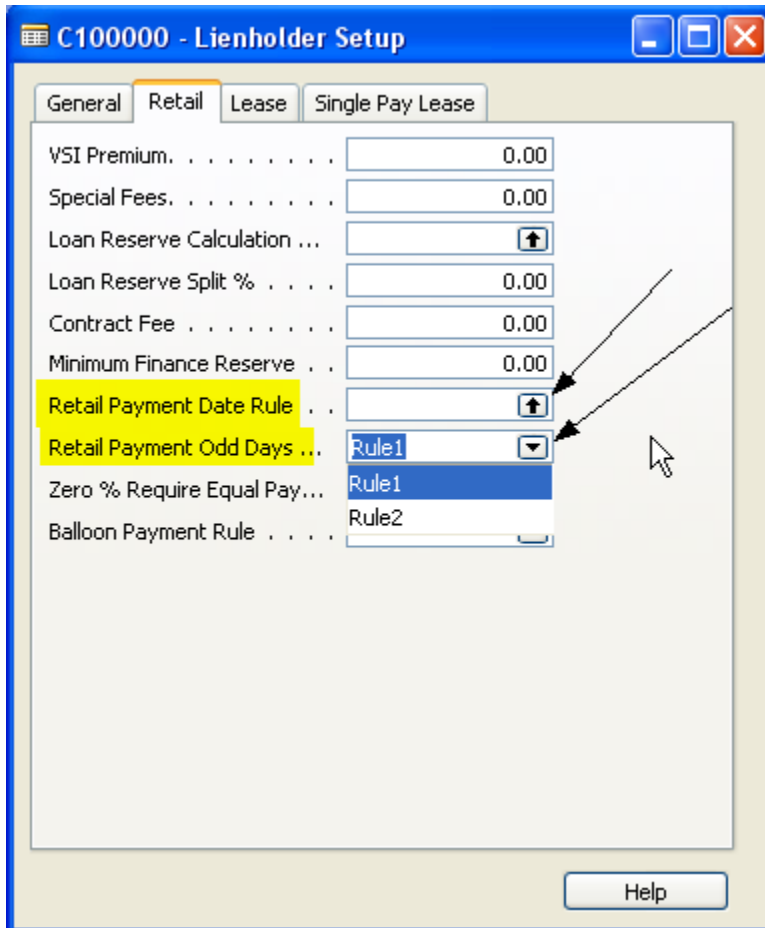 C100000 - Lienholder Setup
General Retail Lease Single Pay Lease
VSI Premium. . . . . . . . . 0.00
Special Fees. . . . . . . . . 0.00
Loan Reserve Calculation ...
Loan Reserve Split % . . . . 0.00
Contract Fee . . . . . . . . 0.00
Minimum Finance Reserve . . 0.00
Retail Payment Date Rule . .
Retail Payment Odd Days ... Rule1
Zero % Require Equal Pay... Rule1
Rule2
Balloon Payment Rule . . . .
Help